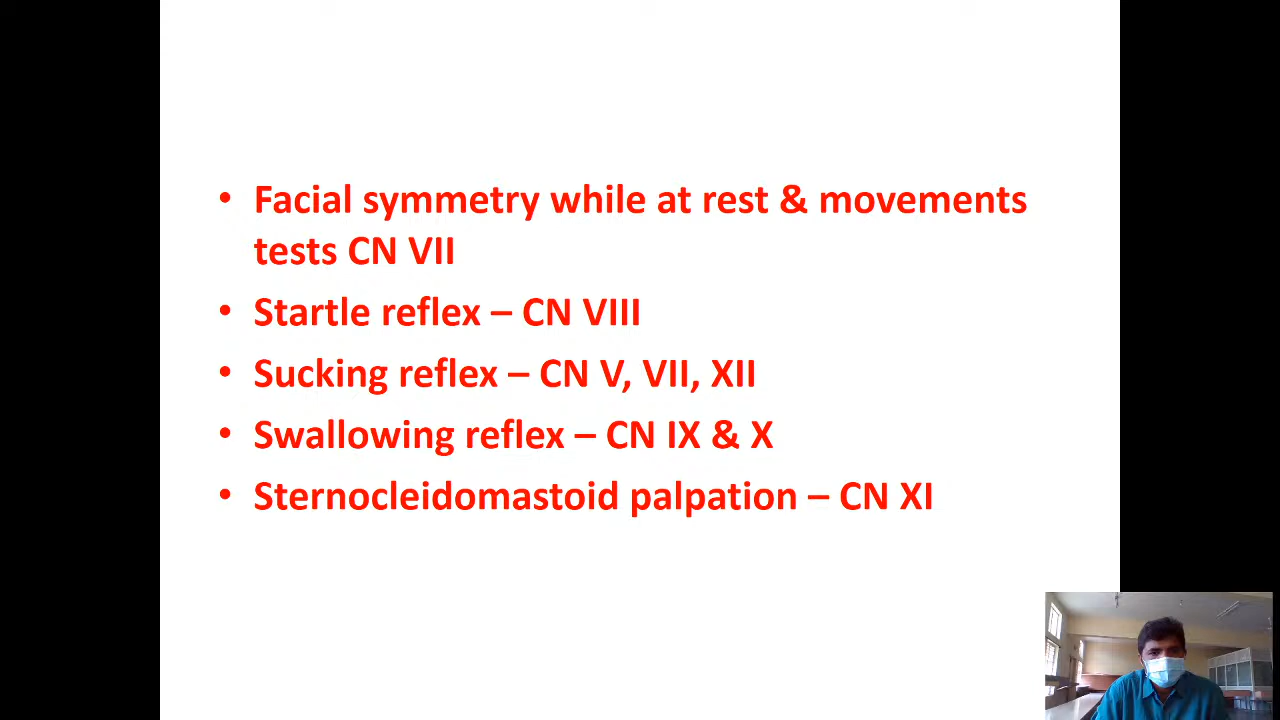 • Facial symmetry while at rest & movements
tests CN VII
• Startle reflex – CN VIII
• Sucking reflex – CN V, VII, XII
• Swallowing reflex – CN IX & X
• Sternocleidomastoid palpation – CN XI